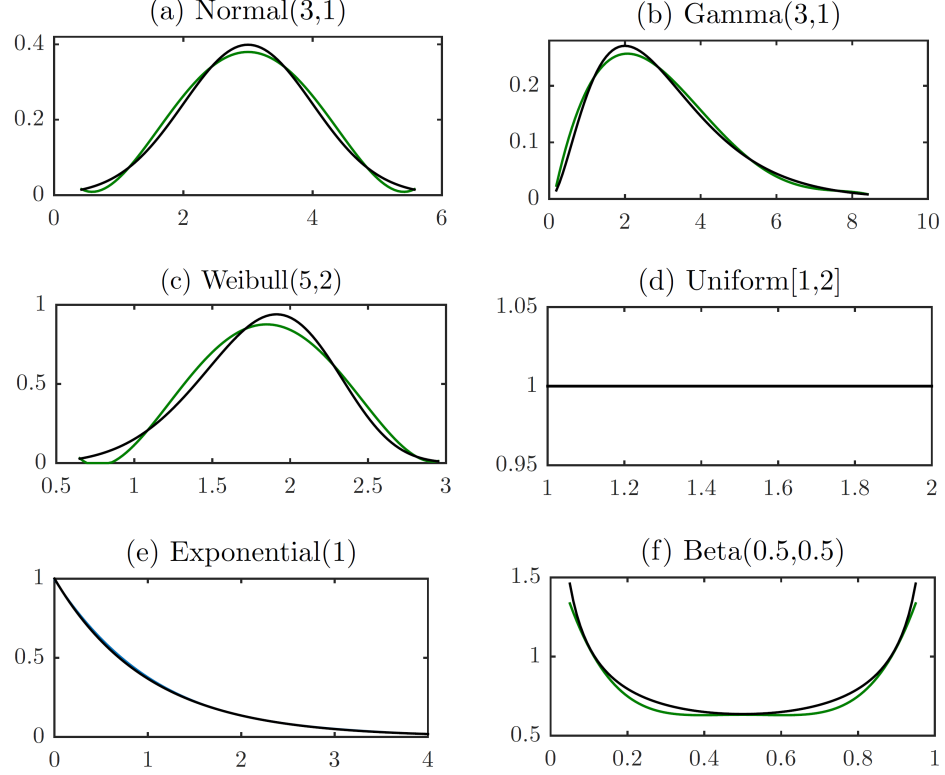 (a) Normal(3,1)
0.4
0.2
0
0 2 4 6
(b) Gamma(3,1)
0.2
0.1
0
0 2 4 6 8 10
(c) Weibull(5,2)
1
0.5
0
0.5 1 1.5 2 2.5 3
(d) Uniform[1,2]
1.05
1
0.95
1 1.2 1.4 1.6 1.8 2
(e) Exponential(1)
1
0.5
0
0 1 2 3 4
(f) Beta(0.5,0.5)
1.5
1
0.5
0 0.2 0.4 0.6 0.8 1